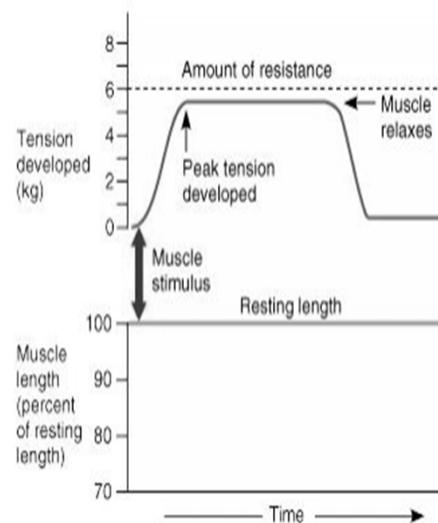 8
Amount of resistance
6
Muscle
relaxes
Tension
developed
(kg)
4
Peak tension
developed
2
0
Muscle
stimulus
Resting length
100
Muscle
length
(percent
of resting
length)
90
80
70
Time